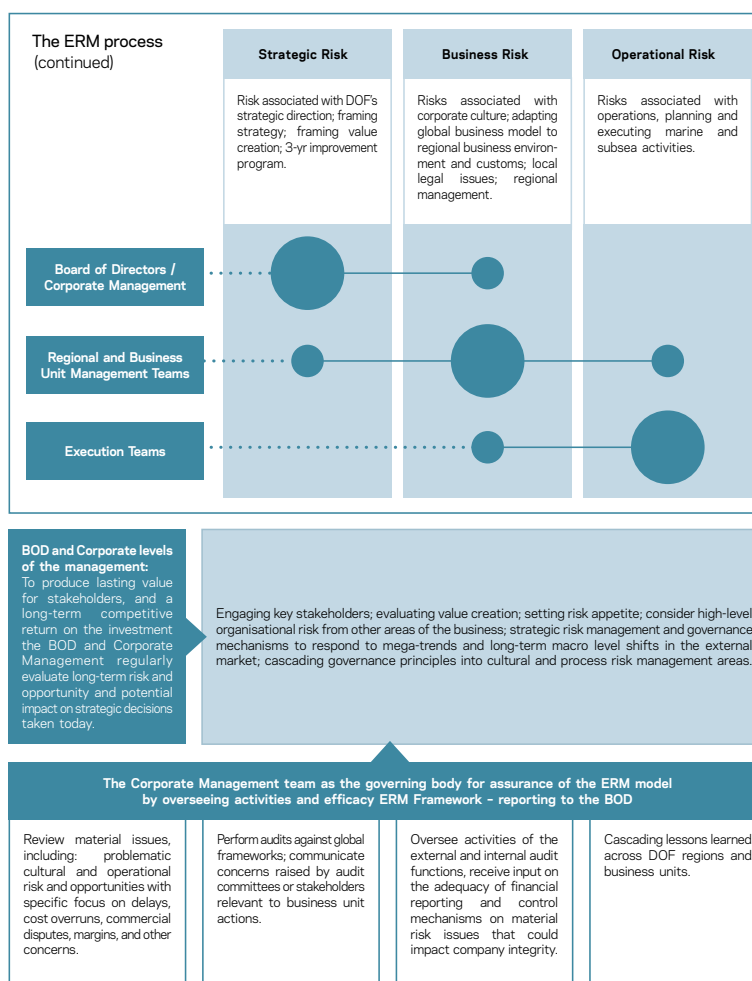 The ERM process
(continued)
Strategic Risk
Business Risk
Operational Risk
Risk associated with DOF's
strategic direction; framing
strategy; framing value
creation; 3-yr improvement
program.
Risks associated with
corporate culture; adapting
global business model to
regional business environ-
ment and customs; local
legal issues; regional
management.
Risks associated with
operations, planning and
executing marine and
subsea activities.
Board of Directors /
Corporate Management
Regional and Business
Unit Management Teams
Execution Teams
BOD and Corporate levels
of the management:
To produce lasting value
for stakeholders, and a
long-term competitive
return on the investment
the BOD and Corporate
Management regularly
evaluate long-term risk and
opportunity and potential
impact on strategic decisions
taken today.
Engaging key stakeholders; evaluating value creation; setting risk appetite; consider high-level
organisational risk from other areas of the business; strategic risk management and governance
mechanisms to respond to mega-trends and long-term macro level shifts in the external
market; cascading governance principles into cultural and process risk management areas.
The Corporate Management team as the governing body for assurance of the ERM model
by overseeing activities and efficacy ERM Framework - reporting to the BOD
Review material issues,
including: problematic
cultural and operational
risk and opportunities with
specific focus on delays,
cost overruns, commercial
disputes, margins, and other
concerns.
Perform audits against global
frameworks; communicate
concerns raised by audit
committees or stakeholders
relevant to business unit
actions.
Oversee activities of the
external and internal audit
functions, receive input on
the adequacy of financial
reporting and control
mechanisms on material
risk issues that could
impact company integrity.
Cascading lessons learned
across DOF regions and
business units.